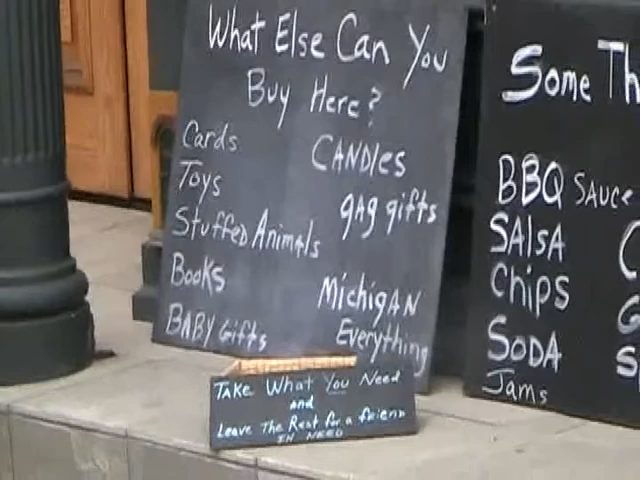 What Else Can You
Buy Here?
Cards
Toys
Stuffed Animals
Books
BABY Gifts
CANDLES
gAg gifts
MichigAN
Everything
TAKE WHAT You Need
and
Leave The Rest for a friend
IN NEED
Some Th
BBQ SAuce
SAlsA
Chips
SODA
Jams